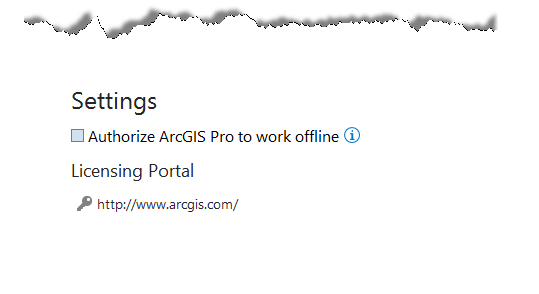 Settings
Authorize ArcGIS Pro to work offline
Licensing Portal
http://www.arcgis.com/